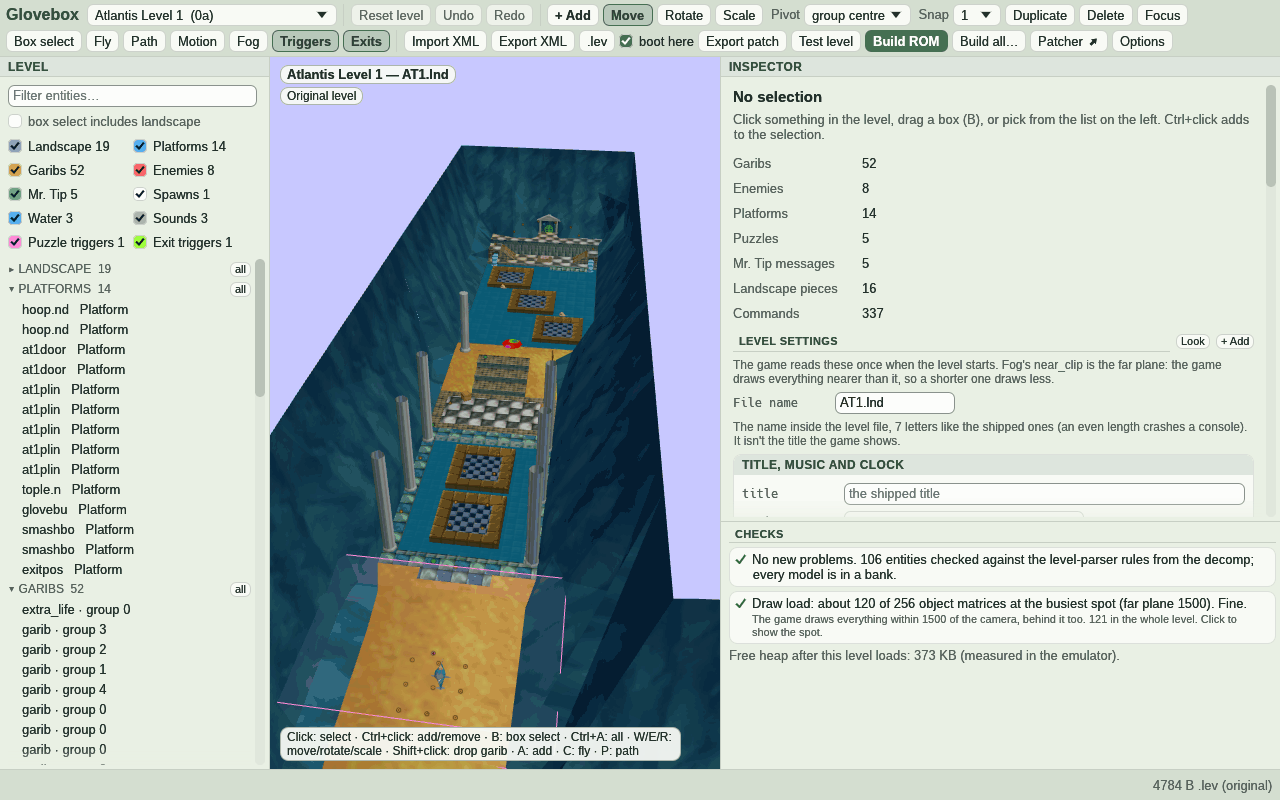 Glovebox Atlantis Level 1 (0a) Reset level Undo Redo + Add Move Rotate Scale Pivot group centre Snap 1 Duplicate Delete Focus
Box select Fly Path Motion Fog Triggers Exits Import XML Export XML .lev boot here Export patch Test level Build ROM Build all… Patcher ⬈ Options
LEVEL
Filter entities…
box select includes landscape
Landscape 19 Platforms 14
Garibs 52 Enemies 8
Mr. Tip 5 Spawns 1
Water 3 Sounds 3
Puzzle triggers 1 Exit triggers 1
▸ LANDSCAPE 19 all
▾ PLATFORMS 14 all
hoop.nd Platform
hoop.nd Platform
at1door Platform
at1door Platform
at1plin Platform
at1plin Platform
at1plin Platform
at1plin Platform
at1plin Platform
tople.n Platform
glovebu Platform
smashbo Platform
smashbo Platform
exitpos Platform
▾ GARIBS 52 all
extra_life · group 0
garib · group 3
garib · group 2
garib · group 1
garib · group 4
garib · group 0
garib · group 0
garib · group 0
Atlantis Level 1 — AT1.lnd
Original level
Click: select · Ctrl+click: add/remove · B: box select · Ctrl+A: all · W/E/R:
move/rotate/scale · Shift+click: drop garib · A: add · C: fly · P: path
INSPECTOR
No selection
Click something in the level, drag a box (B), or pick from the list on the left. Ctrl+click adds
to the selection.
Garibs 52
Enemies 8
Platforms 14
Puzzles 5
Mr. Tip messages 5
Landscape pieces 16
Commands 337
LEVEL SETTINGS Look + Add
The game reads these once when the level starts. Fog's near_clip is the far plane: the game
draws everything nearer than it, so a shorter one draws less.
File name AT1.lnd
The name inside the level file, 7 letters like the shipped ones (an even length crashes a console).
It isn't the title the game shows.
TITLE, MUSIC AND CLOCK
title the shipped title
CHECKS
No new problems. 106 entities checked against the level-parser rules from the decomp;
every model is in a bank.
Draw load: about 120 of 256 object matrices at the busiest spot (far plane 1500). Fine.
The game draws everything within 1500 of the camera, behind it too. 121 in the whole level. Click to
show the spot.
Free heap after this level loads: 373 KB (measured in the emulator).
4784 B .lev (original)